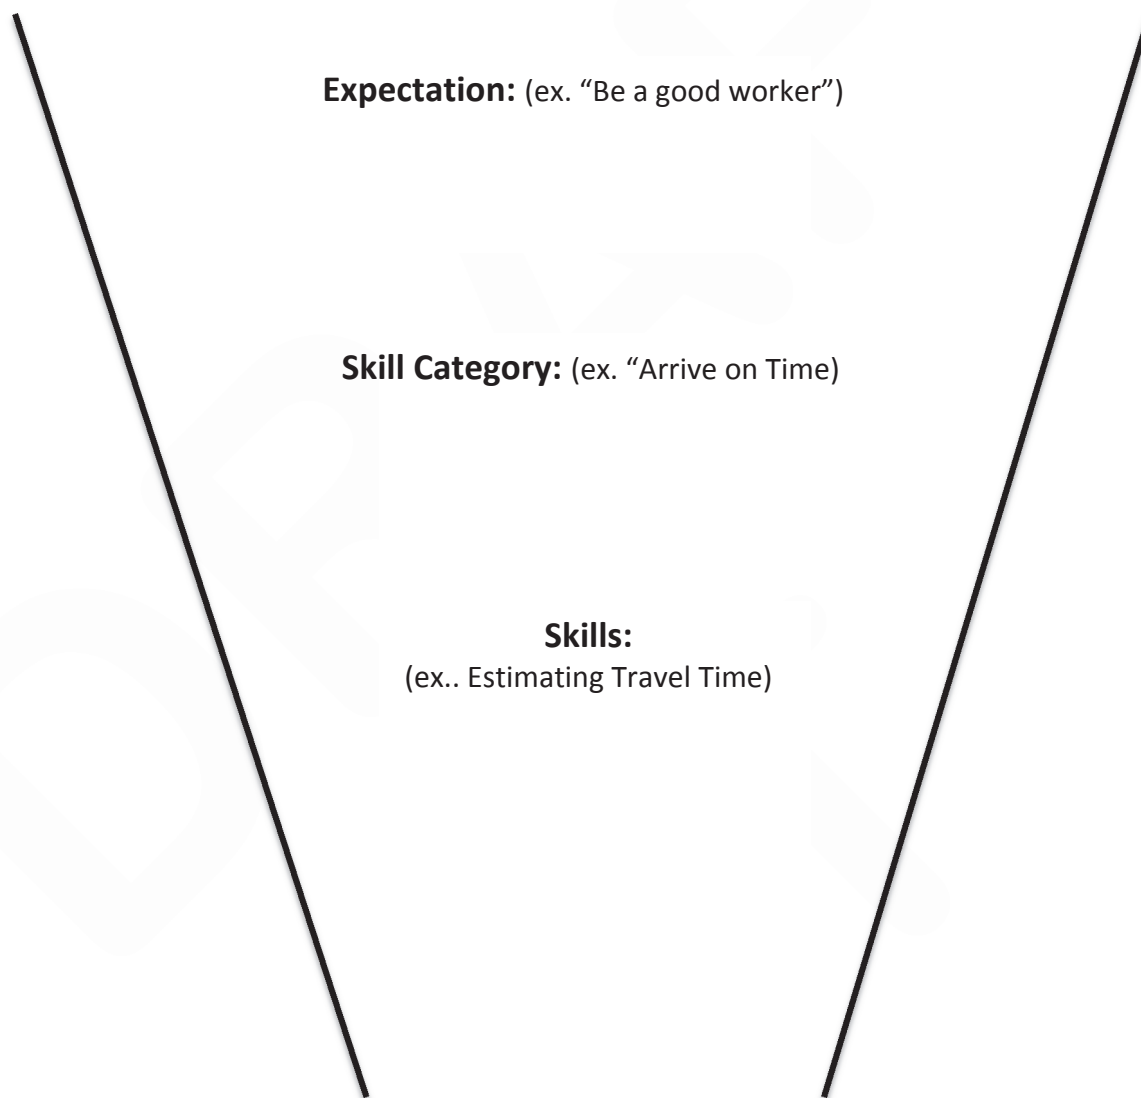 Expectation: (ex. “Be a good worker”)
Skill Category: (ex. “Arrive on Time)
Skills:
(ex.. Estimating Travel Time)